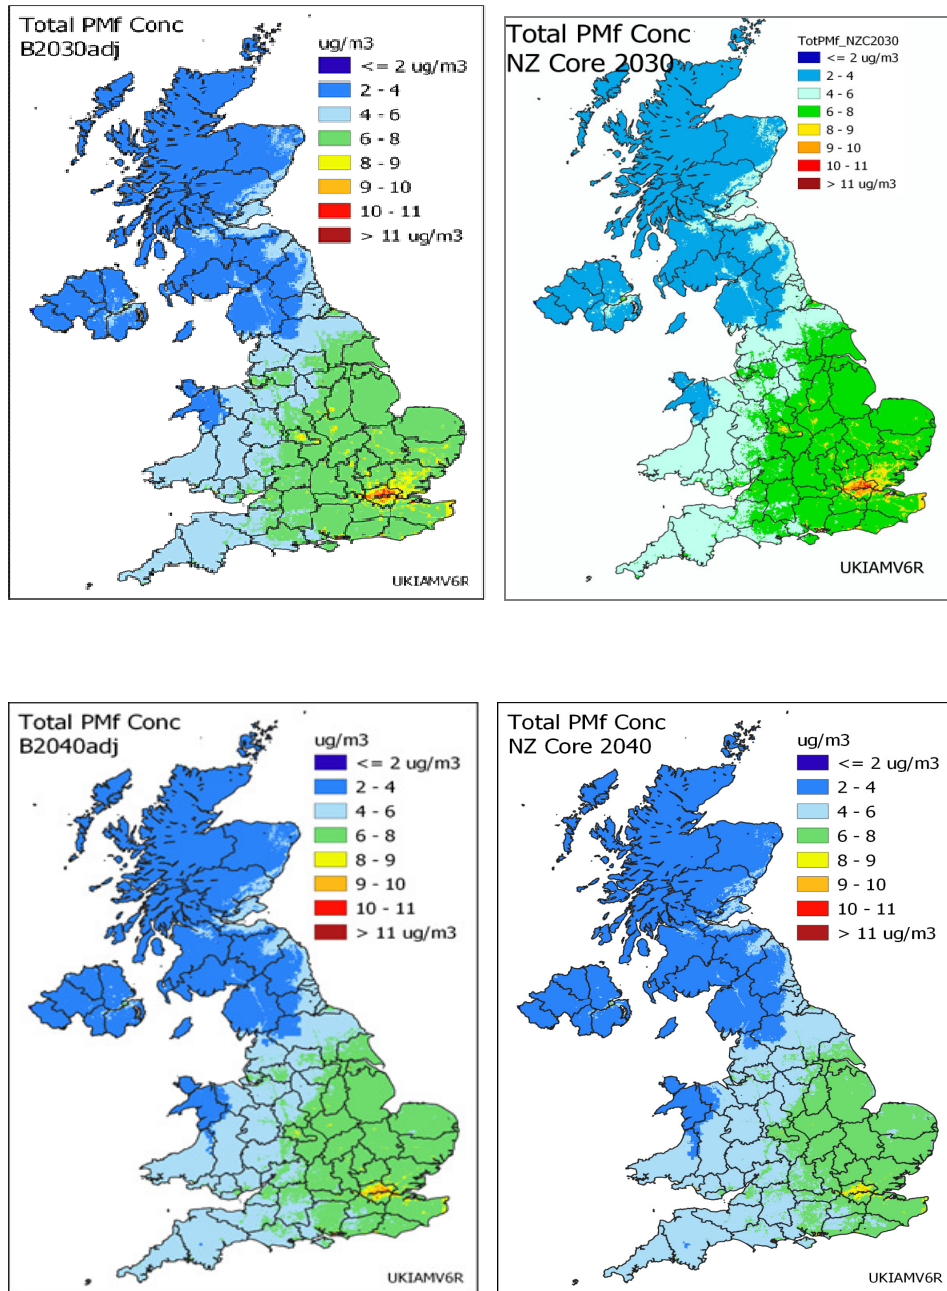 Total PMf Conc
B2030adj
ug/m3
<= 2 ug/m3
2 - 4
4 - 6
6 - 8
8 - 9
9 - 10
10 - 11
> 11 ug/m3
UKIAMV6R
Total PMf Conc
NZ Core 2030
TotPMf_NZC2030
<= 2 ug/m3
2 - 4
4 - 6
6 - 8
8 - 9
9 - 10
10 - 11
> 11 ug/m3
UKIAMV6R
Total PMf Conc
B2040adj
ug/m3
<= 2 ug/m3
2 - 4
4 - 6
6 - 8
8 - 9
9 - 10
10 - 11
> 11 ug/m3
UKIAMV6R
Total PMf Conc
NZ Core 2040
ug/m3
<= 2 ug/m3
2 - 4
4 - 6
6 - 8
8 - 9
9 - 10
10 - 11
> 11 ug/m3
UKIAMV6R